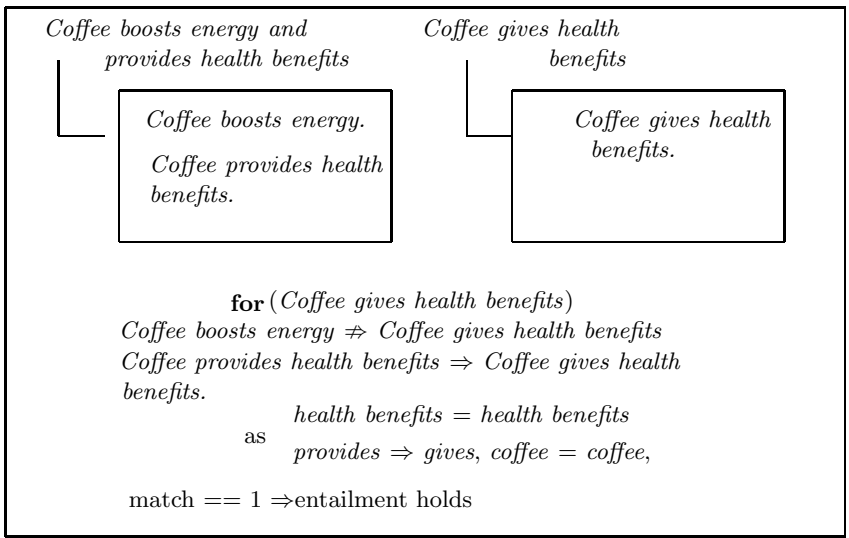 Coffee boosts energy and
provides health benefits
Coffee gives health
benefits
Coffee boosts energy.
Coffee provides health
benefits.
Coffee gives health
benefits.
for (Coffee gives health benefits)
Coffee boosts energy ⇏ Coffee gives health benefits
Coffee provides health benefits ⇒ Coffee gives health
benefits.
as
health benefits = health benefits
provides ⇒ gives, coffee = coffee,
match == 1 ⇒entailment holds